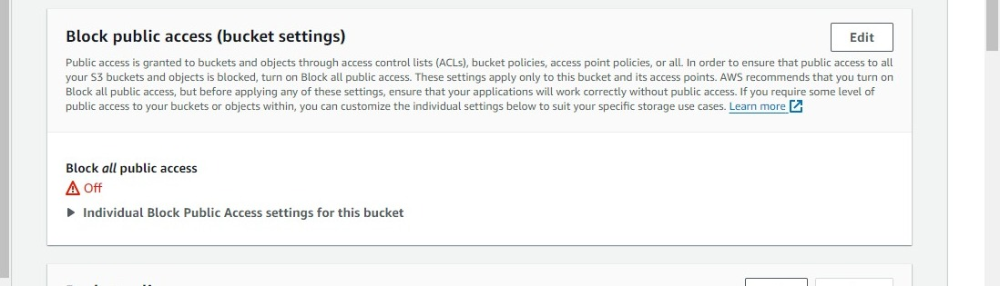 Block public access (bucket settings)
Edit
Public access is granted to buckets and objects through access control lists (ACLs), bucket policies, access point policies, or all. In order to ensure that public access to all
your S3 buckets and objects is blocked, turn on Block all public access. These settings apply only to this bucket and its access points. AWS recommends that you turn on
Block all public access, but before applying any of these settings, ensure that your applications will work correctly without public access. If you require some level of
public access to your buckets or objects within, you can customize the individual settings below to suit your specific storage use cases. Learn more
Block all public access
Off
Individual Block Public Access settings for this bucket